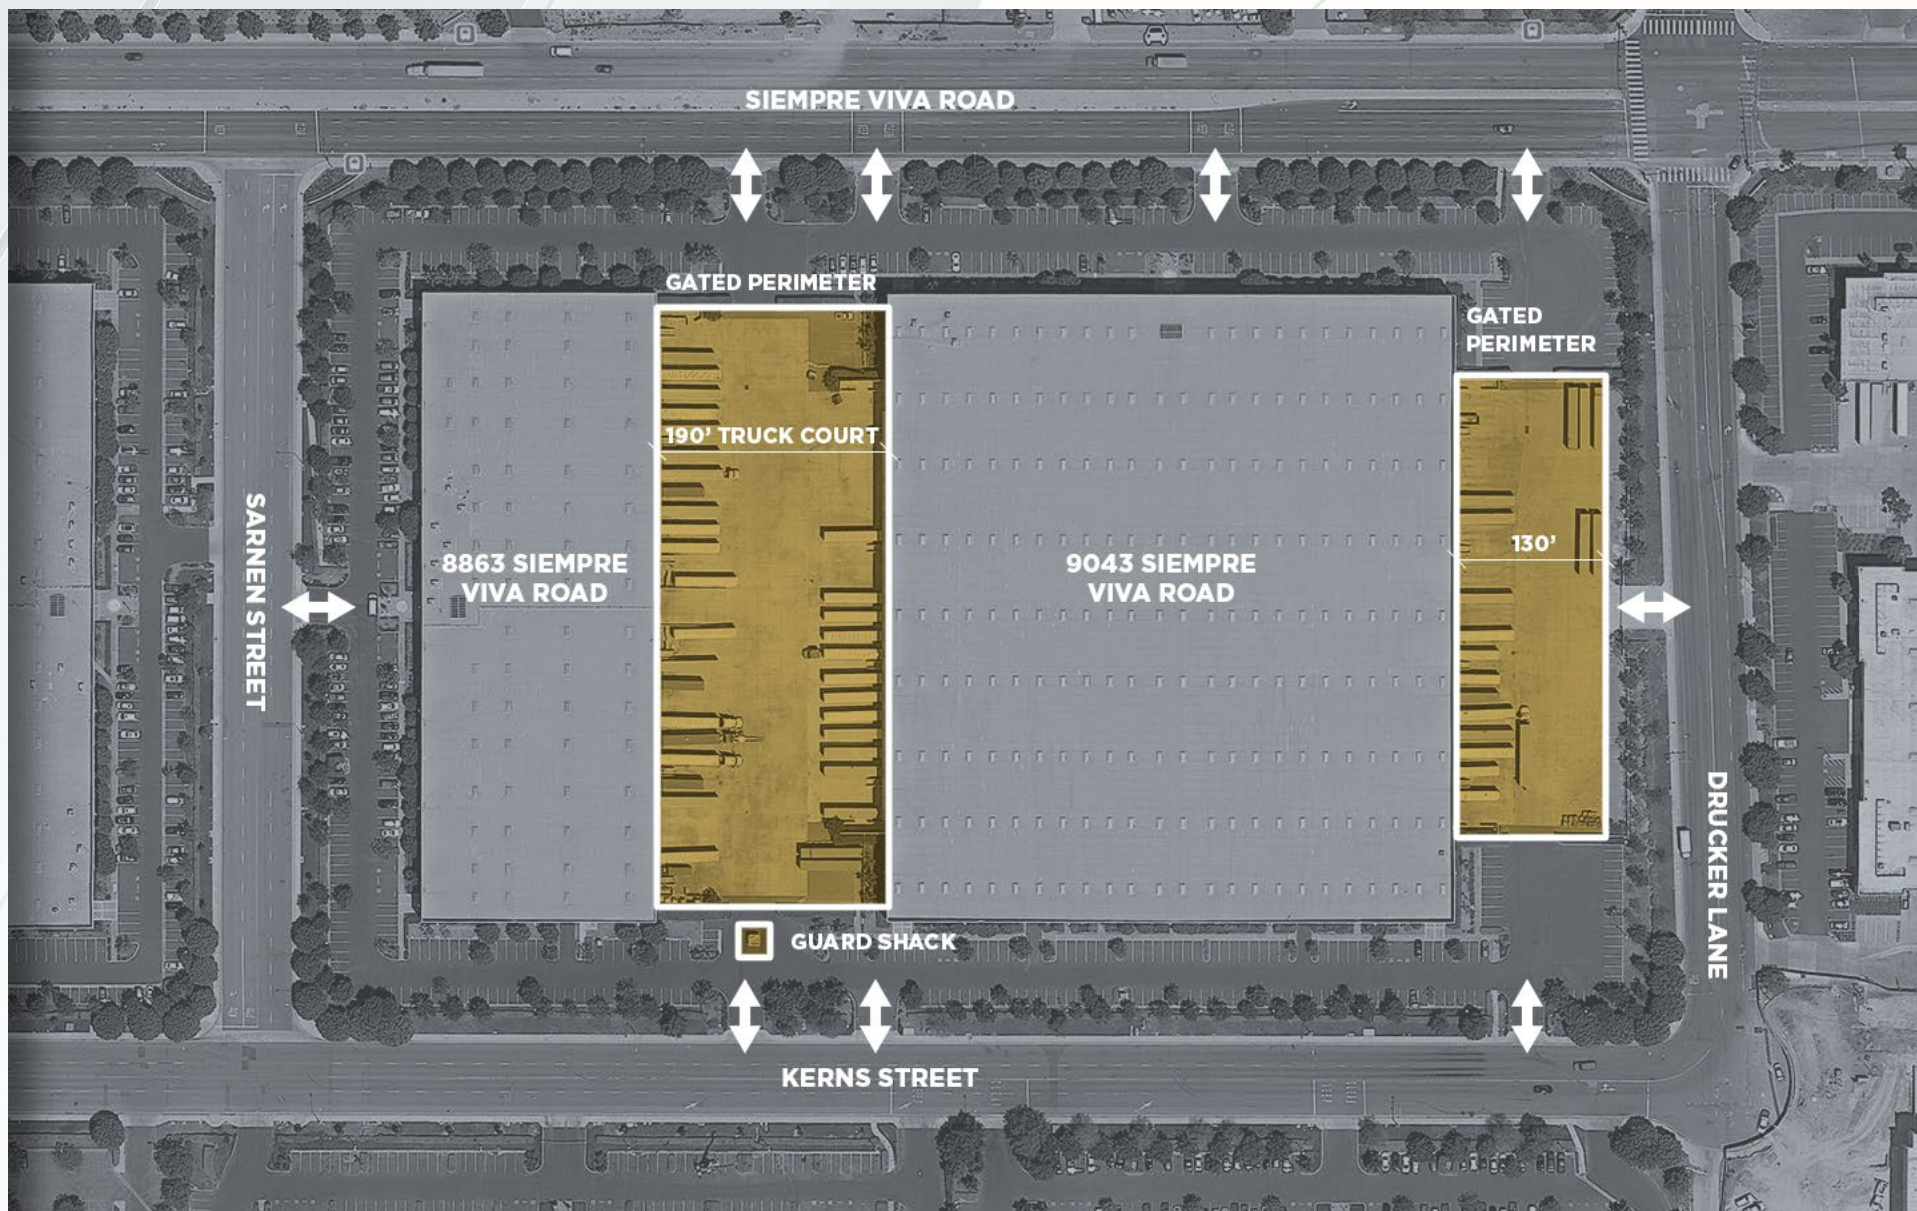 SIEMPRE VIVA ROAD
GATED PERIMETER
GATED
PERIMETER
190’ TRUCK COURT
130’
8863 SIEMPRE
VIVA ROAD
9043 SIEMPRE
VIVA ROAD
SARNEN STREET
DRUCKER LANE
GUARD SHACK
KERNS STREET